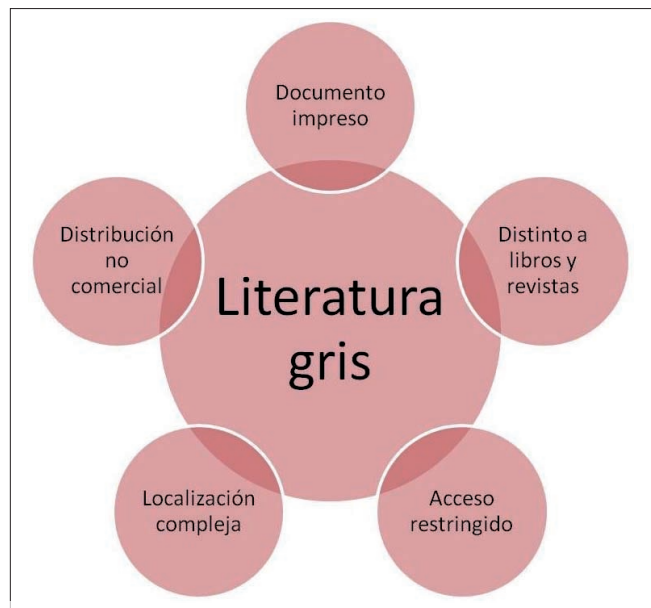 Documento
impreso
Distribución
no
comercial
Distinto a
libros y
revistas
Literatura
gris
Localización
compleja
Acceso
restringido